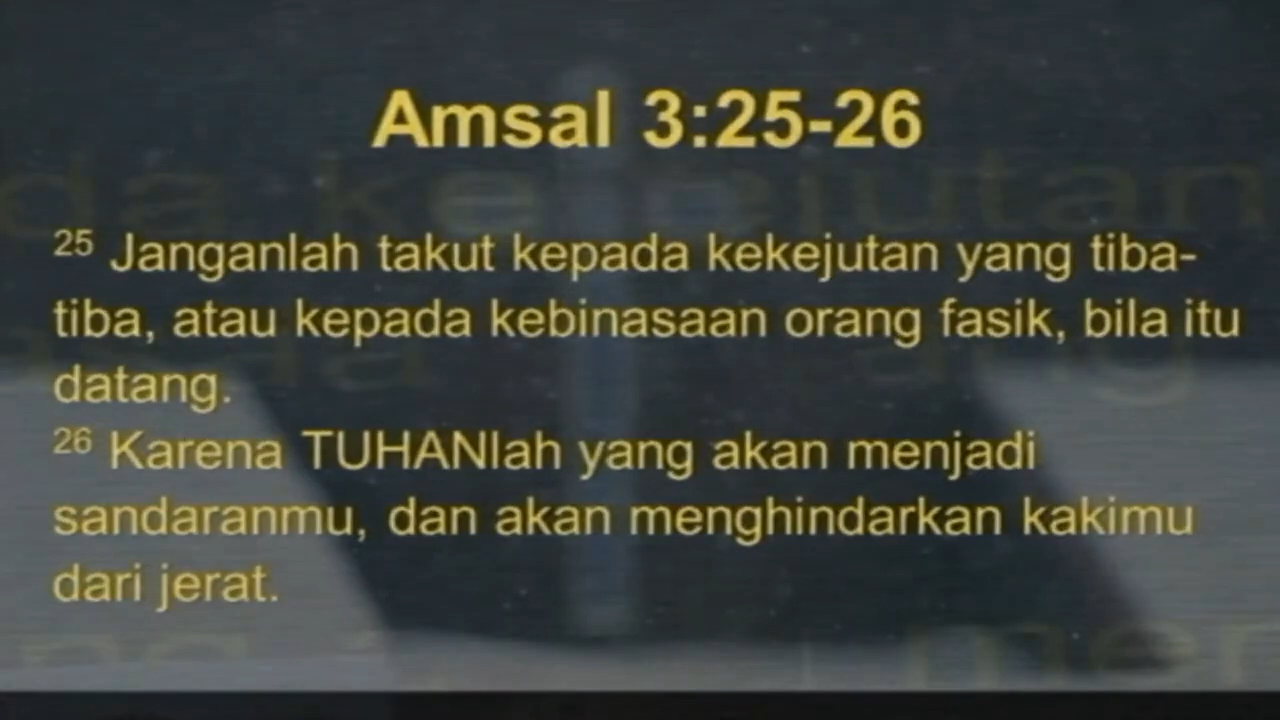 Amsal 3:25-26
25 Janganlah takut kepada kekejutan yang tiba-
tiba, atau kepada kebinasaan orang fasik, bila itu
datang.
26 Karena TUHANlah yang akan menjadi
sandaranmu, dan akan menghindarkan kakimu
dari jerat.